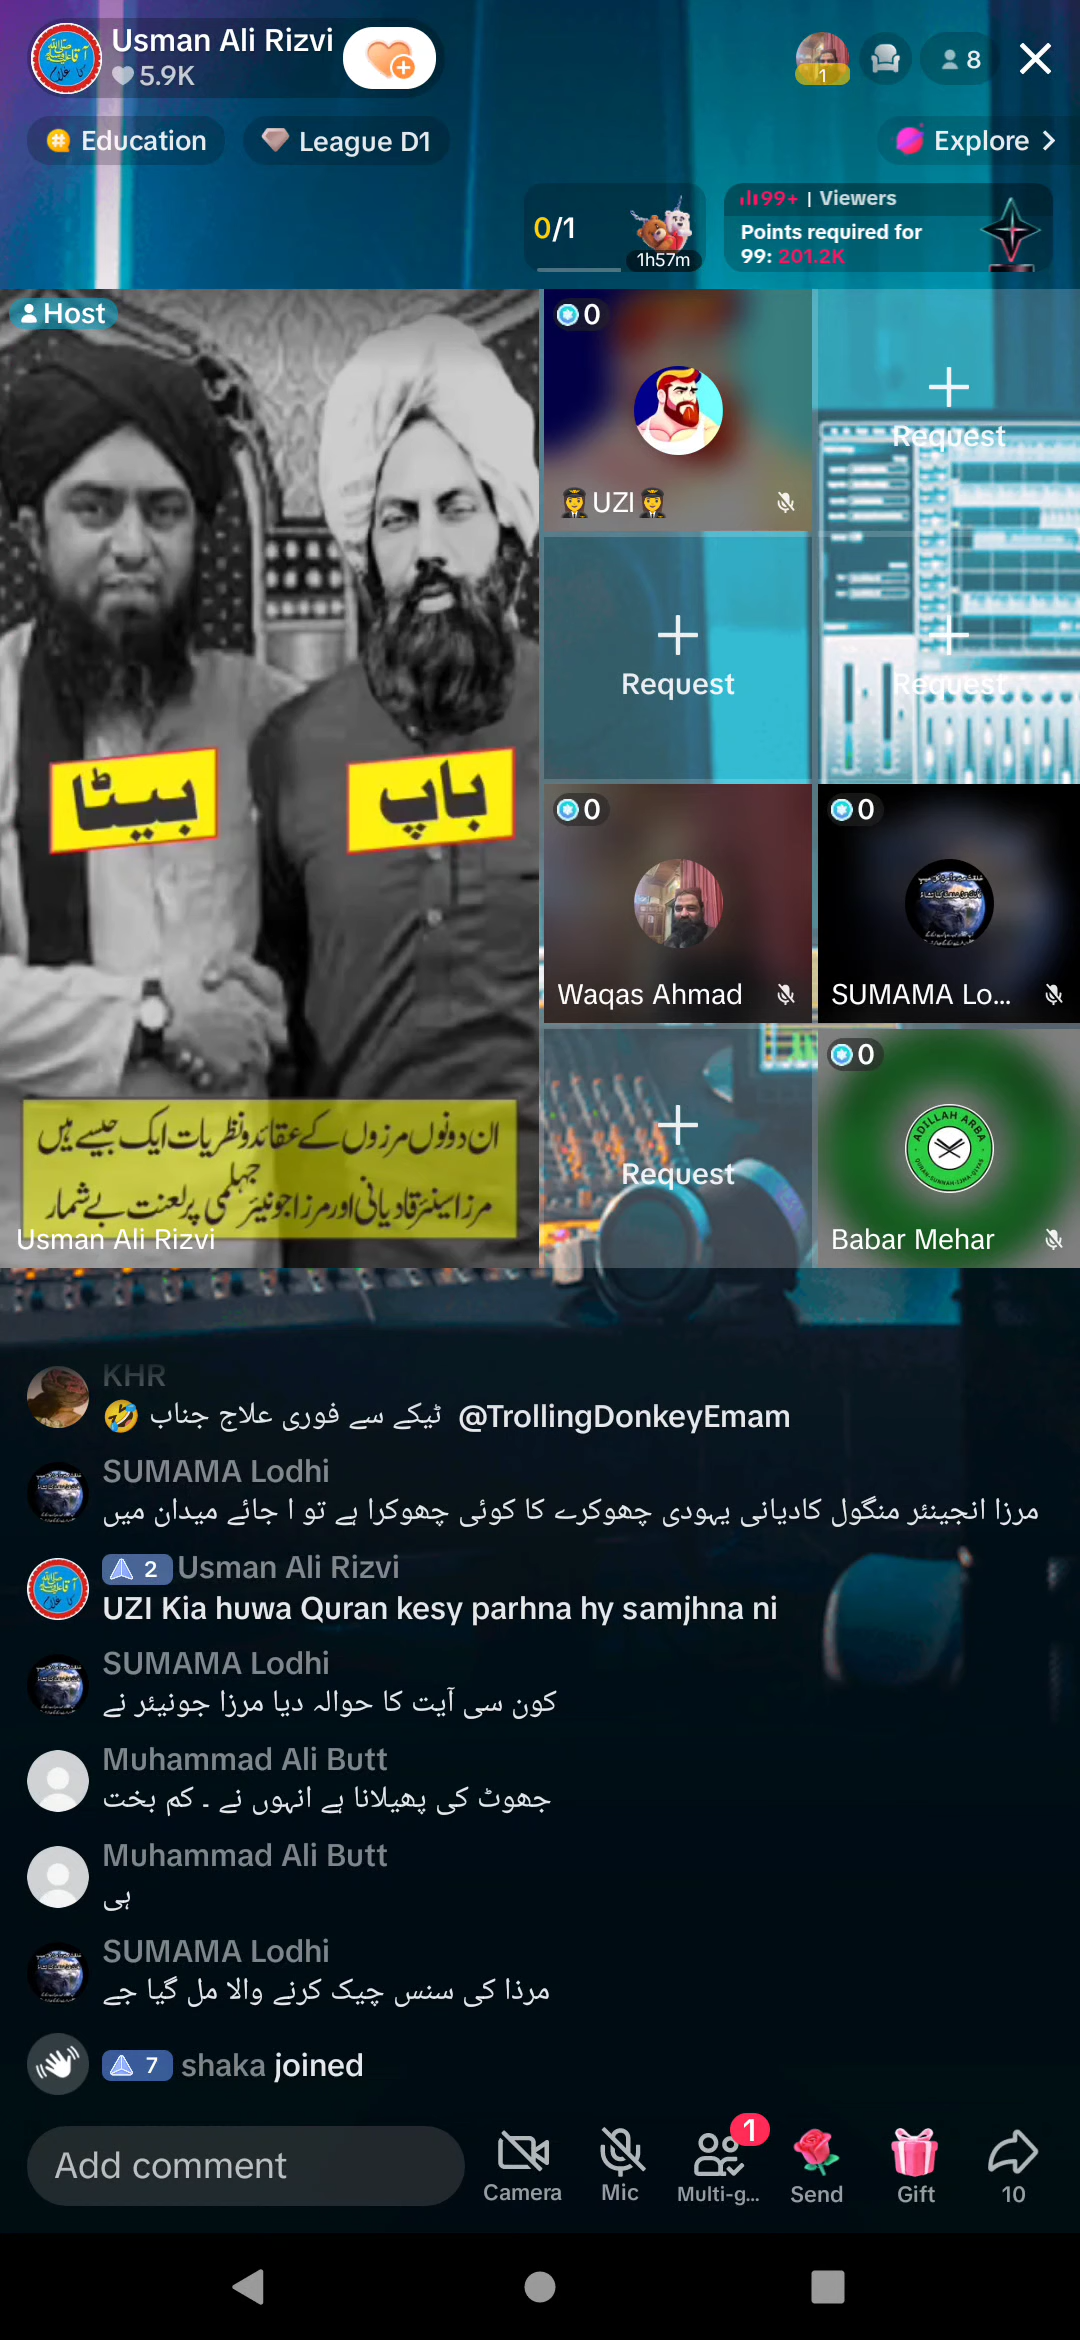 Usman Ali Rizvi
5.9K
1
8
Education
League D1
Explore
0/1
1h57m
99+ | Viewers
Points required for
99: 201.2K
Host
0
UZI
Request
Request
Request
بیٹا
باپ
0
Waqas Ahmad
0
SUMAMA Lo...
ان دونوں مرزوں کے عقائد و نظریات ایک جیسے ہیں
مرزا سینئر قادیانی اور مرزا جونیئر جہلمی پر لعنت بے شمار
Usman Ali Rizvi
Request
0
ADILLAH ARBA
Babar Mehar
KHR
🤣 ٹیکے سے فوری علاج جناب @TrollingDonkeyEmam
SUMAMA Lodhi
مرزا انجینئر منگول کادیانی یہودی چھوکرے کا کوئی چھوکرا ہے تو ا جائے میدان میں
2 Usman Ali Rizvi
UZI Kia huwa Quran kesy parhna hy samjhna ni
SUMAMA Lodhi
کون سی آیت کا حوالہ دیا مرزا جونیئر نے
Muhammad Ali Butt
جھوٹ کی پھیلانا ہے انہوں نے ۔ کم بخت
Muhammad Ali Butt
ہی
SUMAMA Lodhi
مرذا کی سنس چیک کرنے والا مل گیا جے
7 shaka joined
Add comment
Camera
Mic
1
Multi-g...
Send
Gift
10